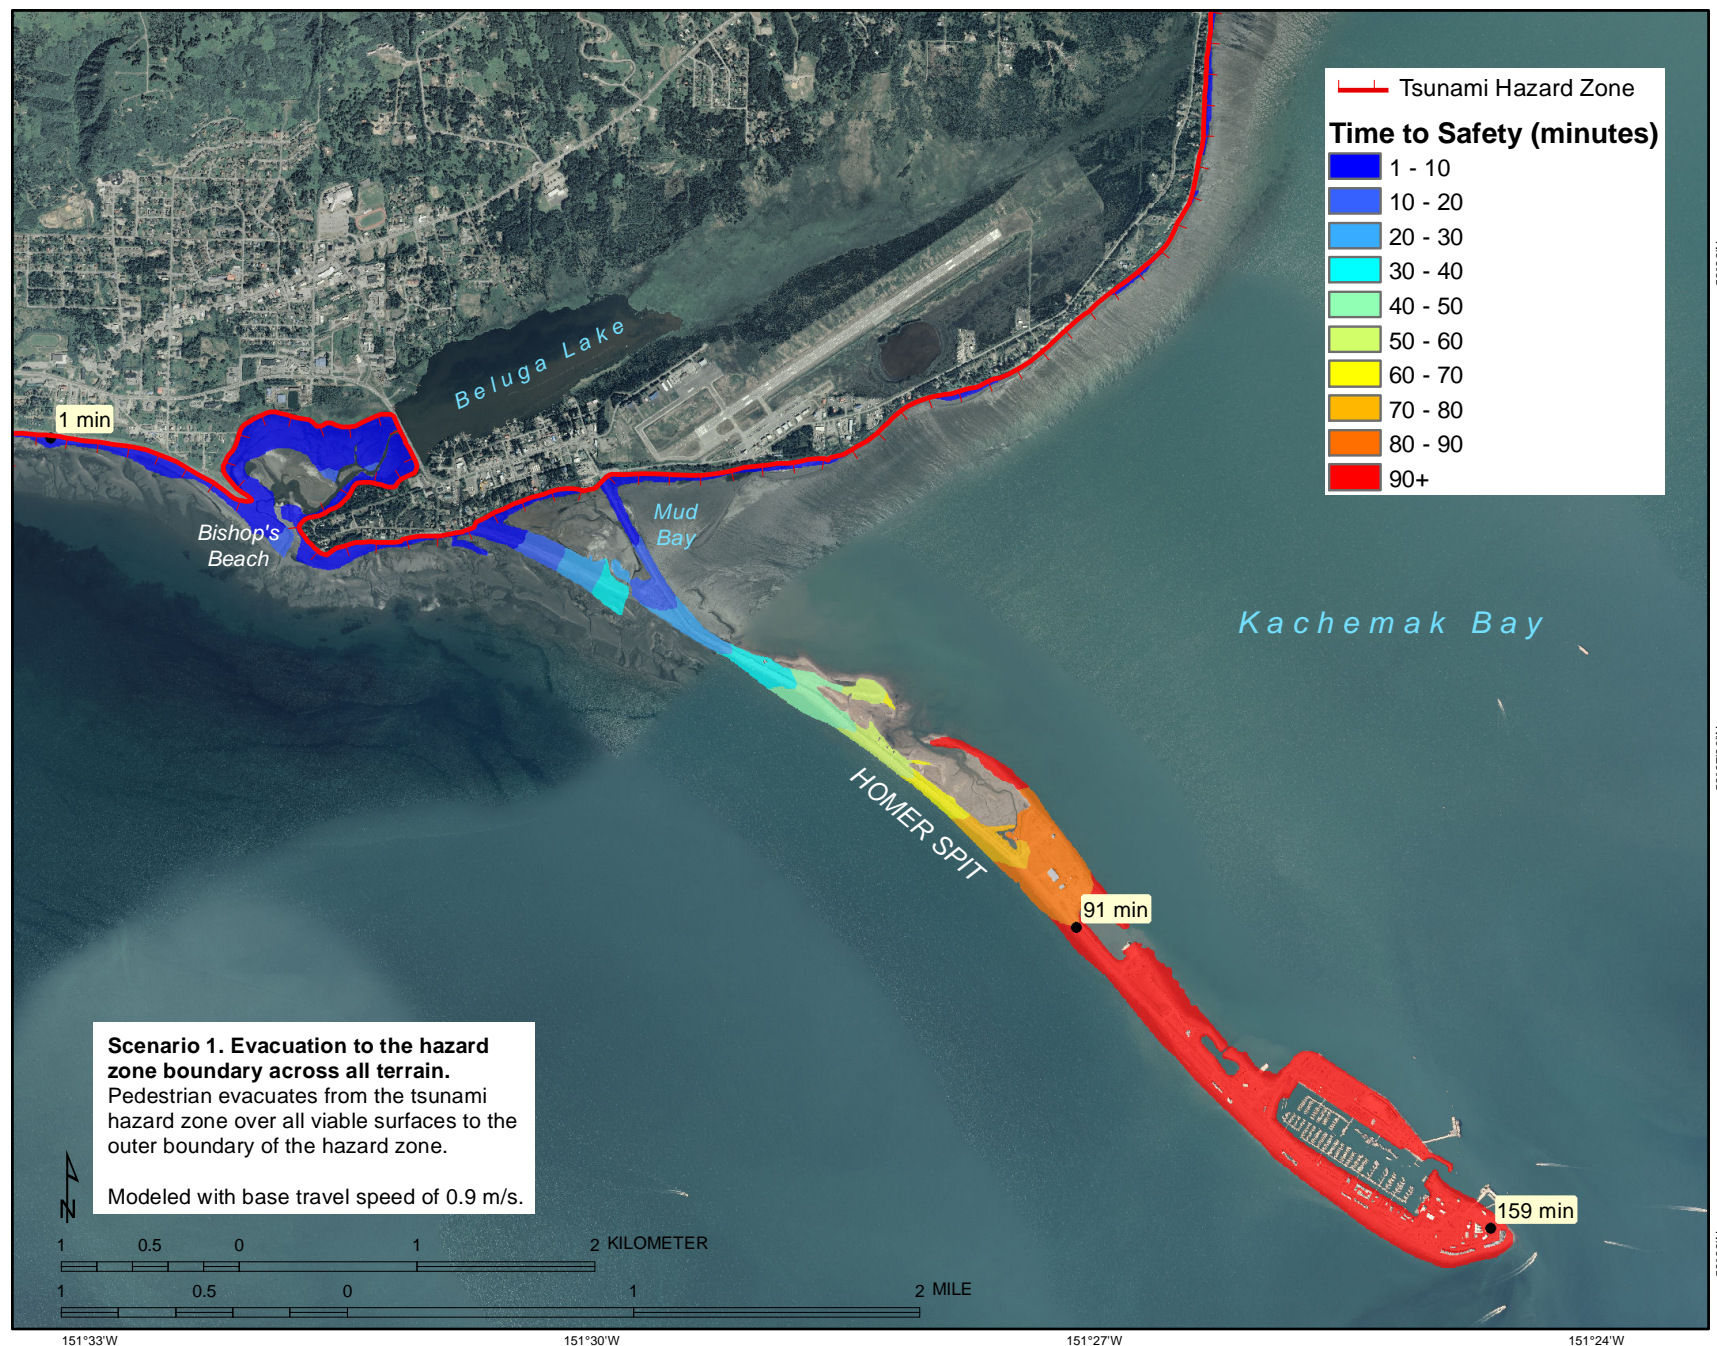 Tsunami Hazard Zone
Time to Safety (minutes)
1 - 10
10 - 20
20 - 30
30 - 40
40 - 50
50 - 60
60 - 70
70 - 80
80 - 90
90+
Beluga Lake
1 min
Bishop's
Beach
Mud
Bay
Kachemak Bay
HOMER SPIT
91 min
159 min
Scenario 1. Evacuation to the hazard
zone boundary across all terrain.
Pedestrian evacuates from the tsunami
hazard zone over all viable surfaces to the
outer boundary of the hazard zone.
Modeled with base travel speed of 0.9 m/s.
N
1 0.5 0 1 2 KILOMETER
1 0.5 0 1 2 MILE
151°33'W 151°30'W 151°27'W 151°24'W